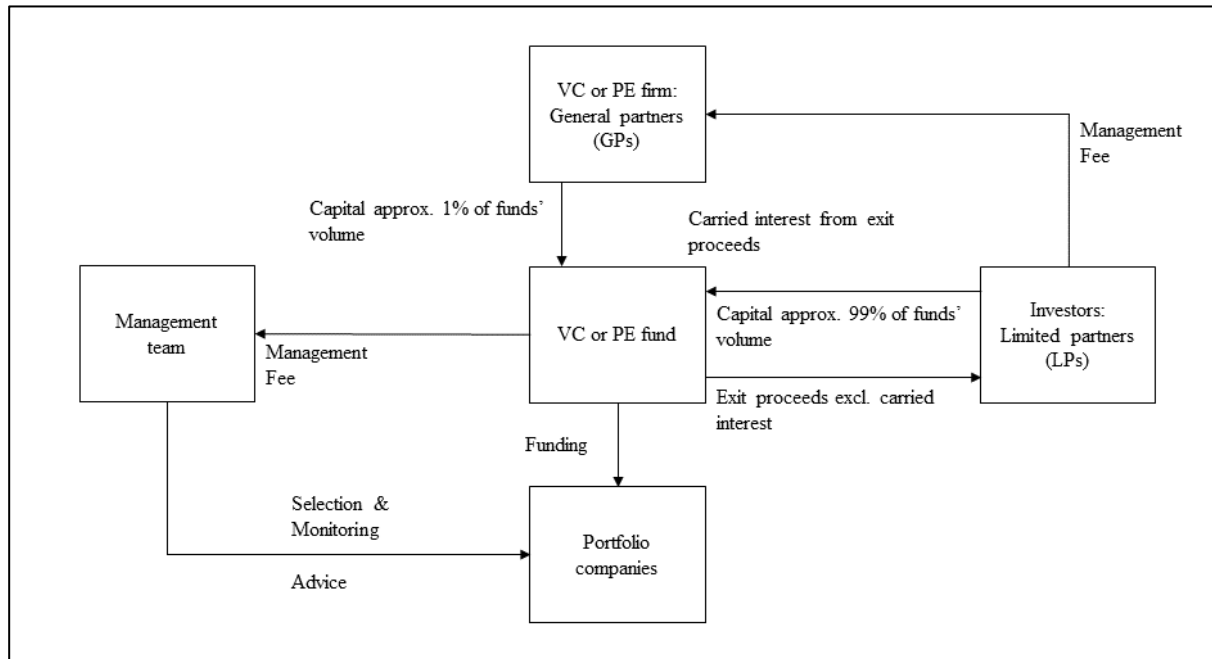 VC or PE firm:
General partners
(GPs)
Management
Fee
Capital approx. 1% of funds’
volume
Carried interest from exit
proceeds
Management
team
Management
Fee
VC or PE fund
Capital approx. 99% of funds’
volume
Exit proceeds excl. carried
interest
Investors:
Limited partners
(LPs)
Funding
Selection &
Monitoring
Advice
Portfolio
companies